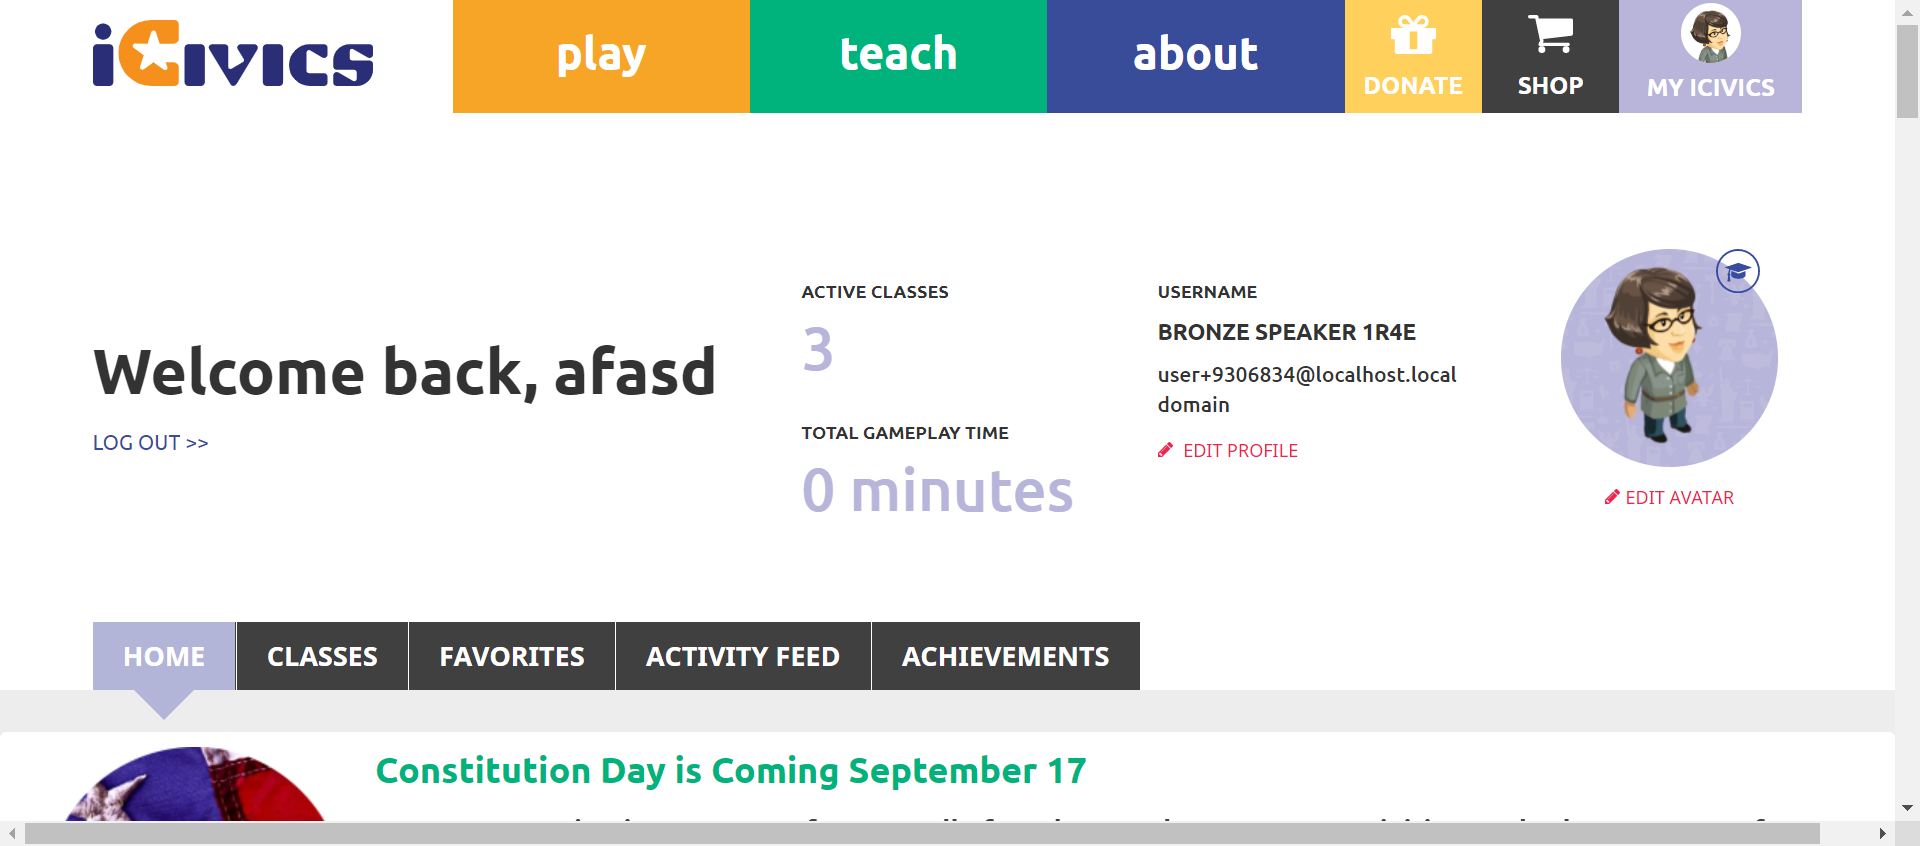 iCivics
play
teach
about
DONATE
SHOP
MY ICIVICS
Welcome back, afasd
LOG OUT >>
ACTIVE CLASSES
3
TOTAL GAMEPLAY TIME
0 minutes
USERNAME
BRONZE SPEAKER 1R4E
user+9306834@localhost.local
domain
EDIT PROFILE
EDIT AVATAR
HOME
CLASSES
FAVORITES
ACTIVITY FEED
ACHIEVEMENTS
Constitution Day is Coming September 17